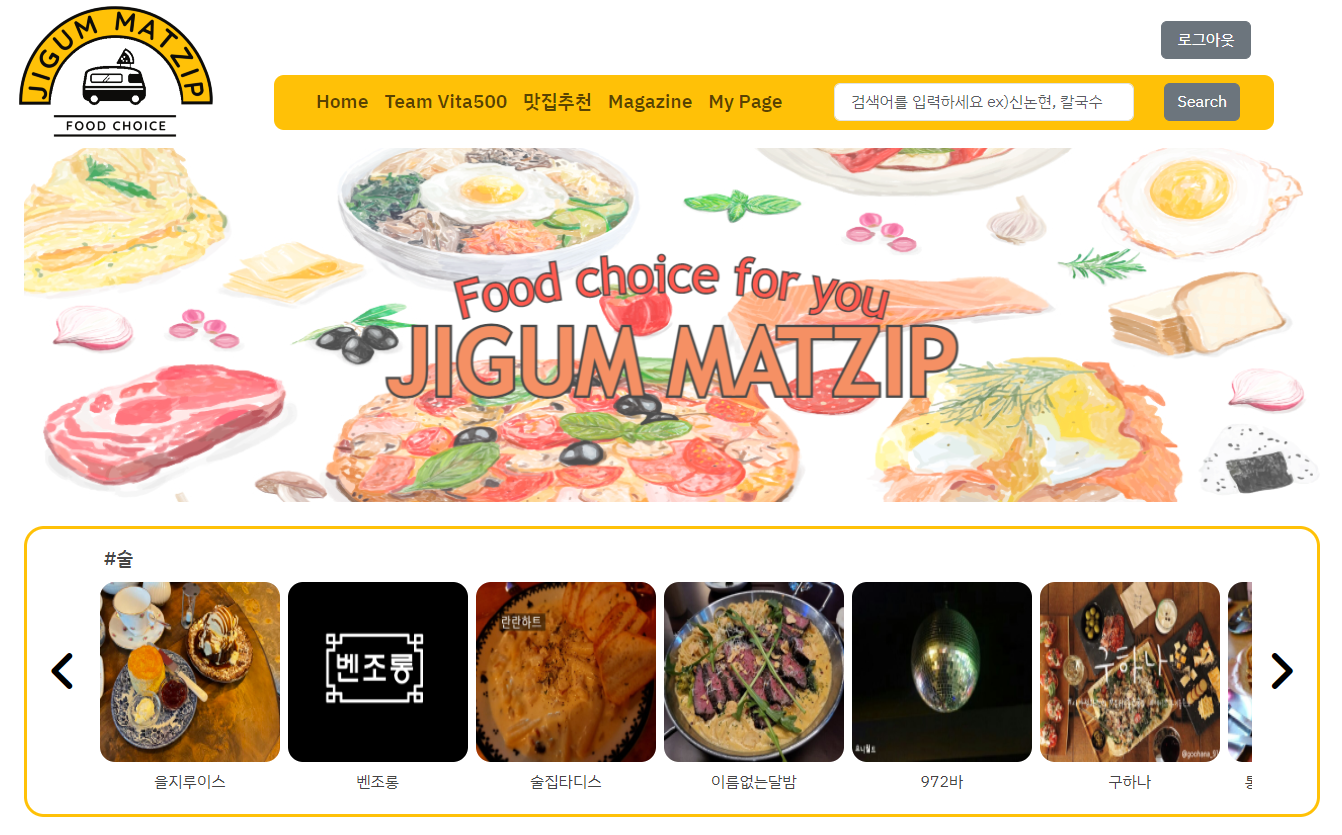 JIGUM MATZIP
FOOD CHOICE
로그아웃
Home Team Vita500 맛집추천 Magazine My Page
검색어를 입력하세요 ex)신논현, 칼국수
Search
Food choice for you
JIGUM MATZIP
#술
벤조롱
란란하트
구하나
을지루이스
벤조롱
술집타디스
이름없는달밤
972바
구하나